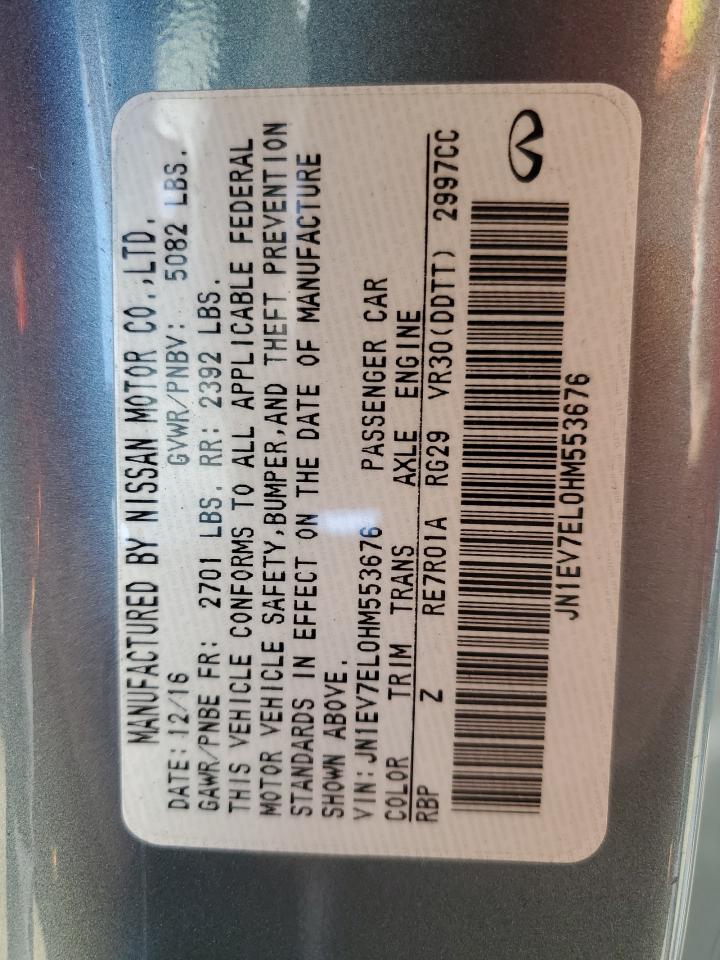 MANUFACTURED BY NISSAN MOTOR CO.,LTD.
DATE: 12/16 GVWR/PNBV: 5082 LBS.
GAWR/PNBE FR: 2701 LBS. RR: 2392 LBS.
THIS VEHICLE CONFORMS TO ALL APPLICABLE FEDERAL
MOTOR VEHICLE SAFETY,BUMPER,AND THEFT PREVENTION
STANDARDS IN EFFECT ON THE DATE OF MANUFACTURE
SHOWN ABOVE.
VIN: JN1EV7EL0HM553676 PASSENGER CAR
COLOR TRIM TRANS AXLE ENGINE
RBP Z RE7R01A RG29 VR30(DDTT) 2997CC
JN1EV7EL0HM553676